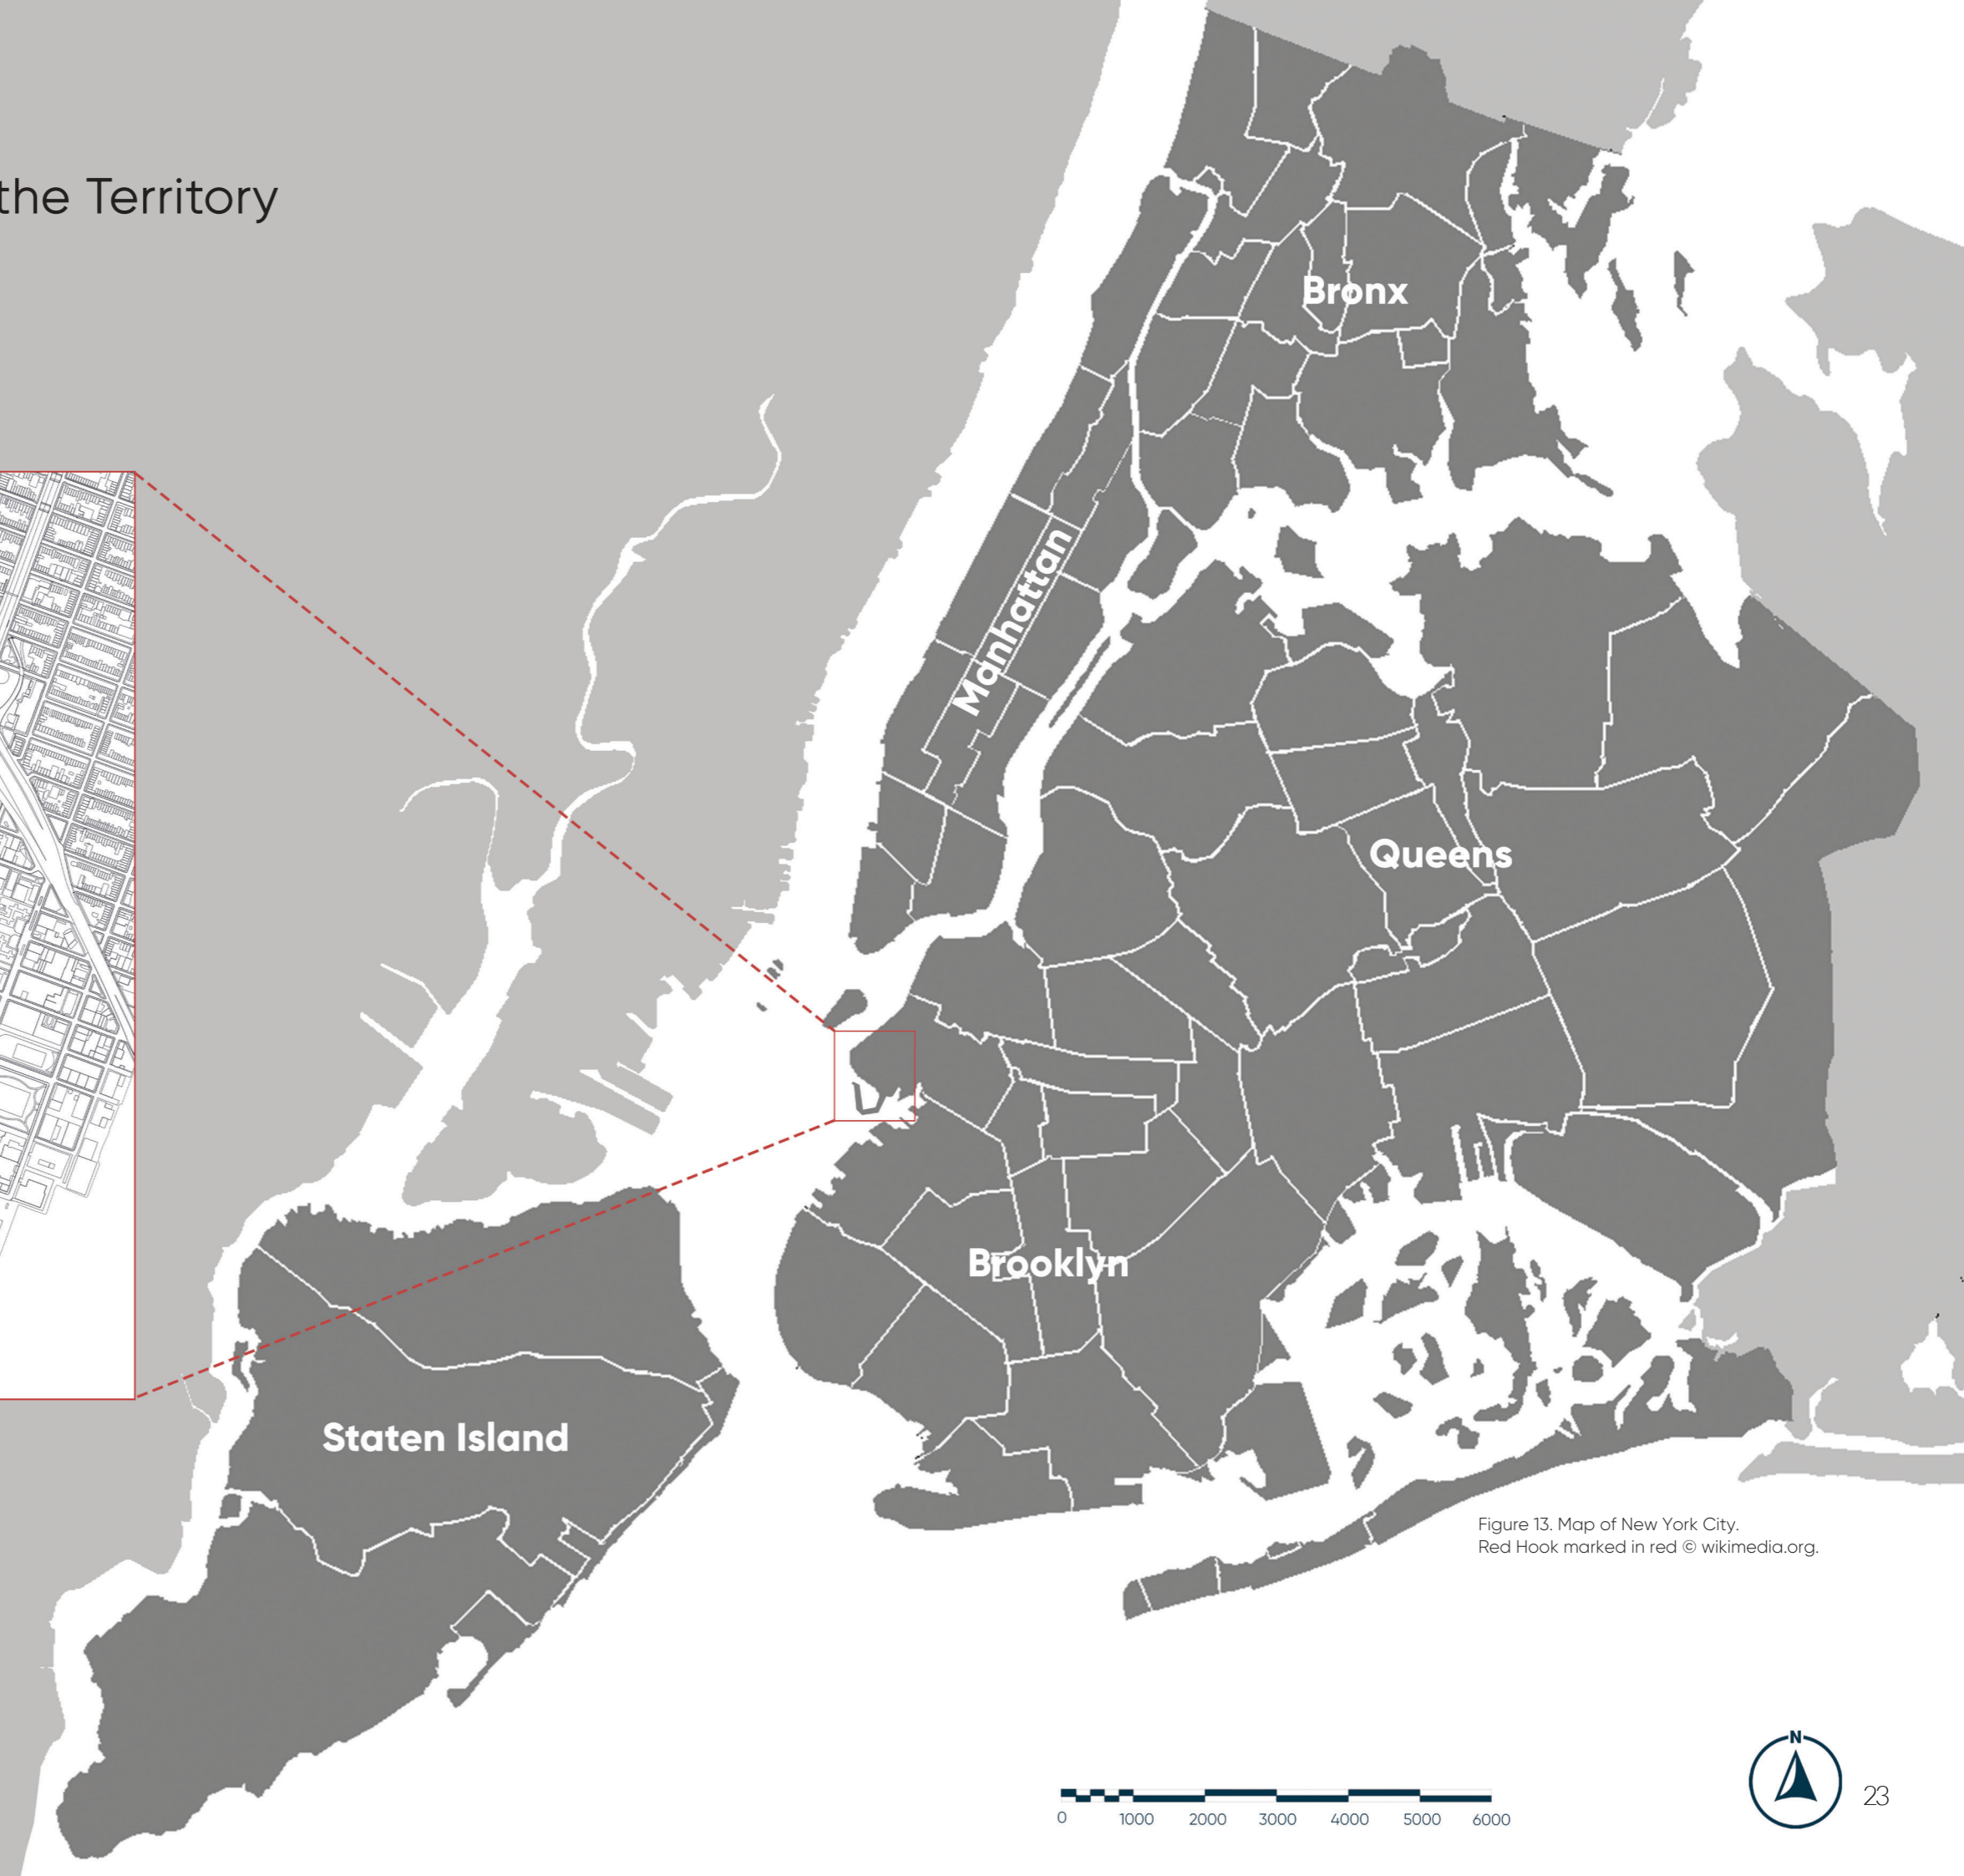 the Territory
Bronx
Manhattan
Queens
Brooklyn
Staten Island
Figure 13. Map of New York City.
Red Hook marked in red © wikimedia.org.
N
0 1000 2000 3000 4000 5000 6000
23